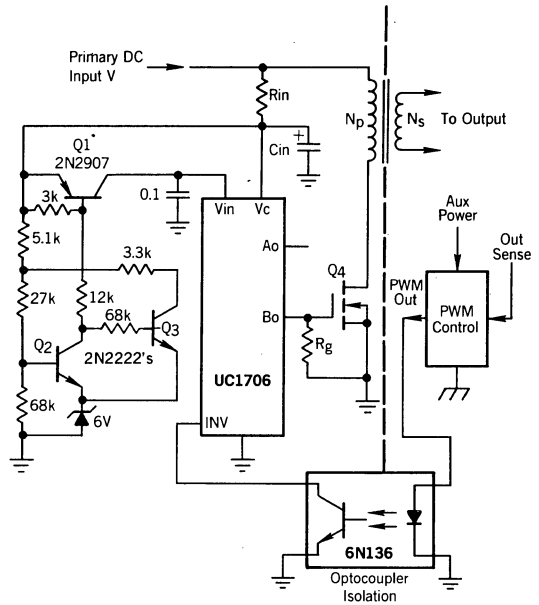 Primary DC
Input V
Rin
Np
Ns
To Output
+
Cin
Q1
2N2907
0.1
3k
Vin
Vc
5.1k
Ao
Aux
Power
Out
Sense
3.3k
Q4
PWM
Out
PWM
Control
27k
12k
68k
Q3
Bo
Rg
Q2
2N2222's
UC1706
68k
6V
INV
6N136
Optocoupler
Isolation